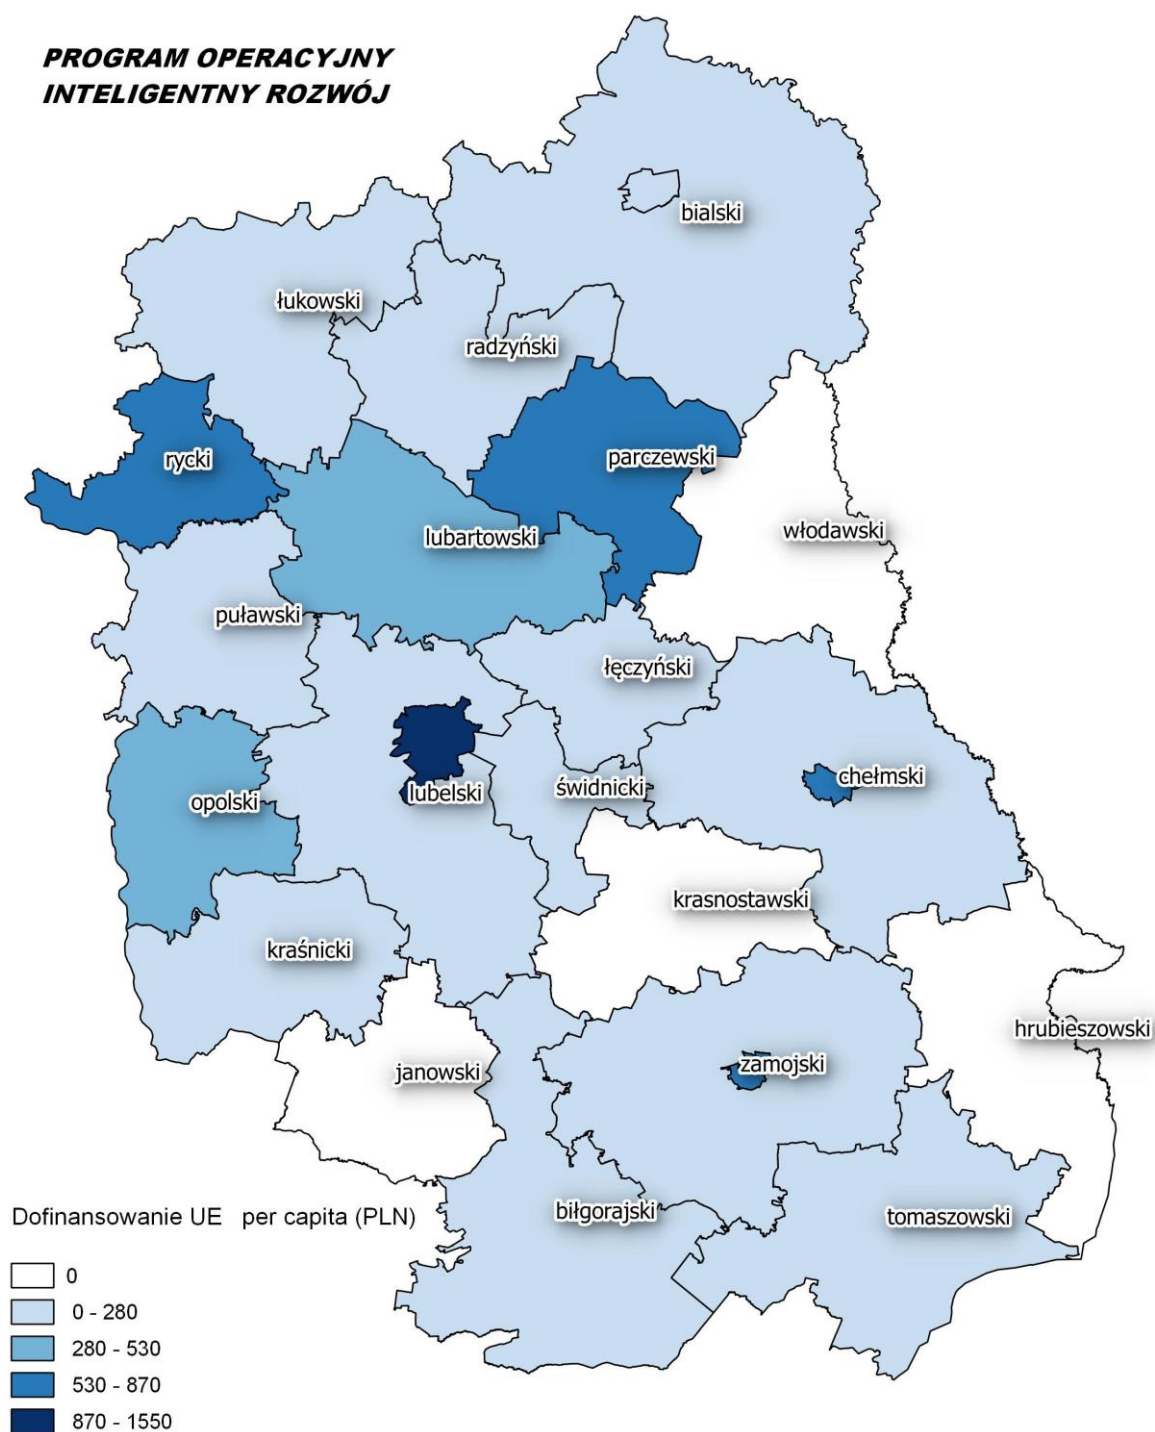 PROGRAM OPERACYJNY
INTELIGENTNY ROZWÓJ
bialski
łukowski
radzyński
rycki
parczewski
lubartowski
włodawski
puławski
łęczyński
chełmski
opolski
lubelski
świdnicki
krasnostawski
kraśnicki
hrubieszowski
janowski
zamojski
biłgorajski
tomaszowski
Dofinansowanie UE per capita (PLN)
0
0 - 280
280 - 530
530 - 870
870 - 1550